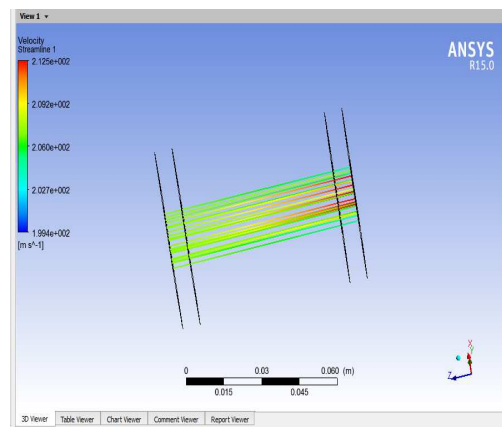 View 1
Velocity
Streamline 1
2.125e+002
2.092e+002
2.060e+002
2.027e+002
1.994e+002
[m s^-1]
ANSYS
R15.0
0 0.03 0.060 (m)
0.015 0.045
X
Y
Z
3D Viewer Table Viewer Chart Viewer Comment Viewer Report Viewer